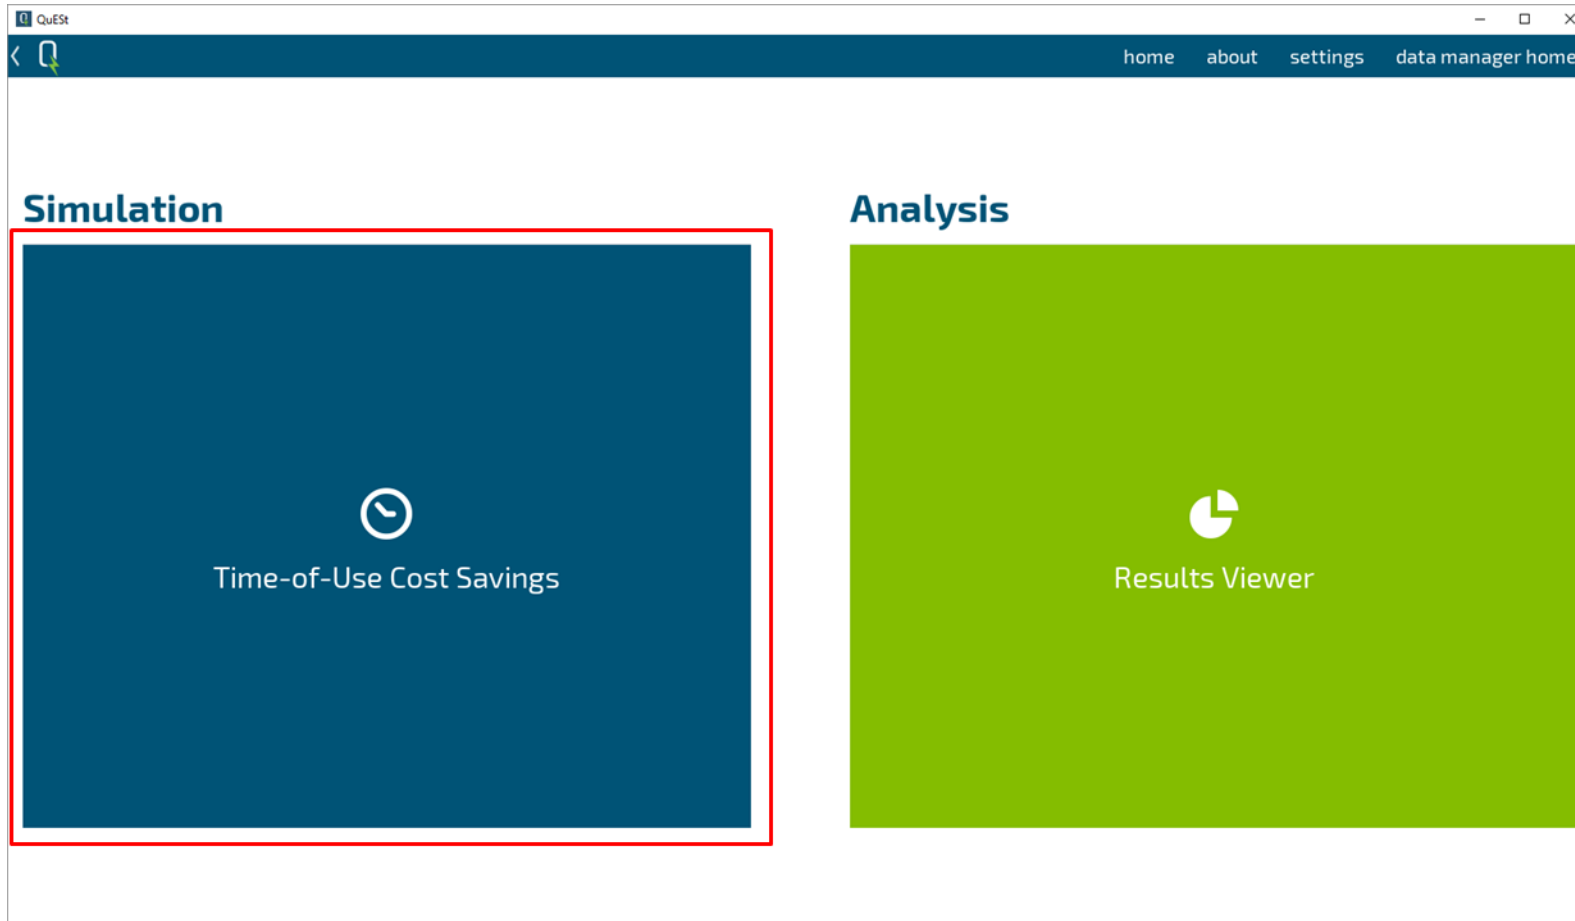 QuESt
home about settings data manager home
Simulation
Analysis
Time-of-Use Cost Savings
Results Viewer